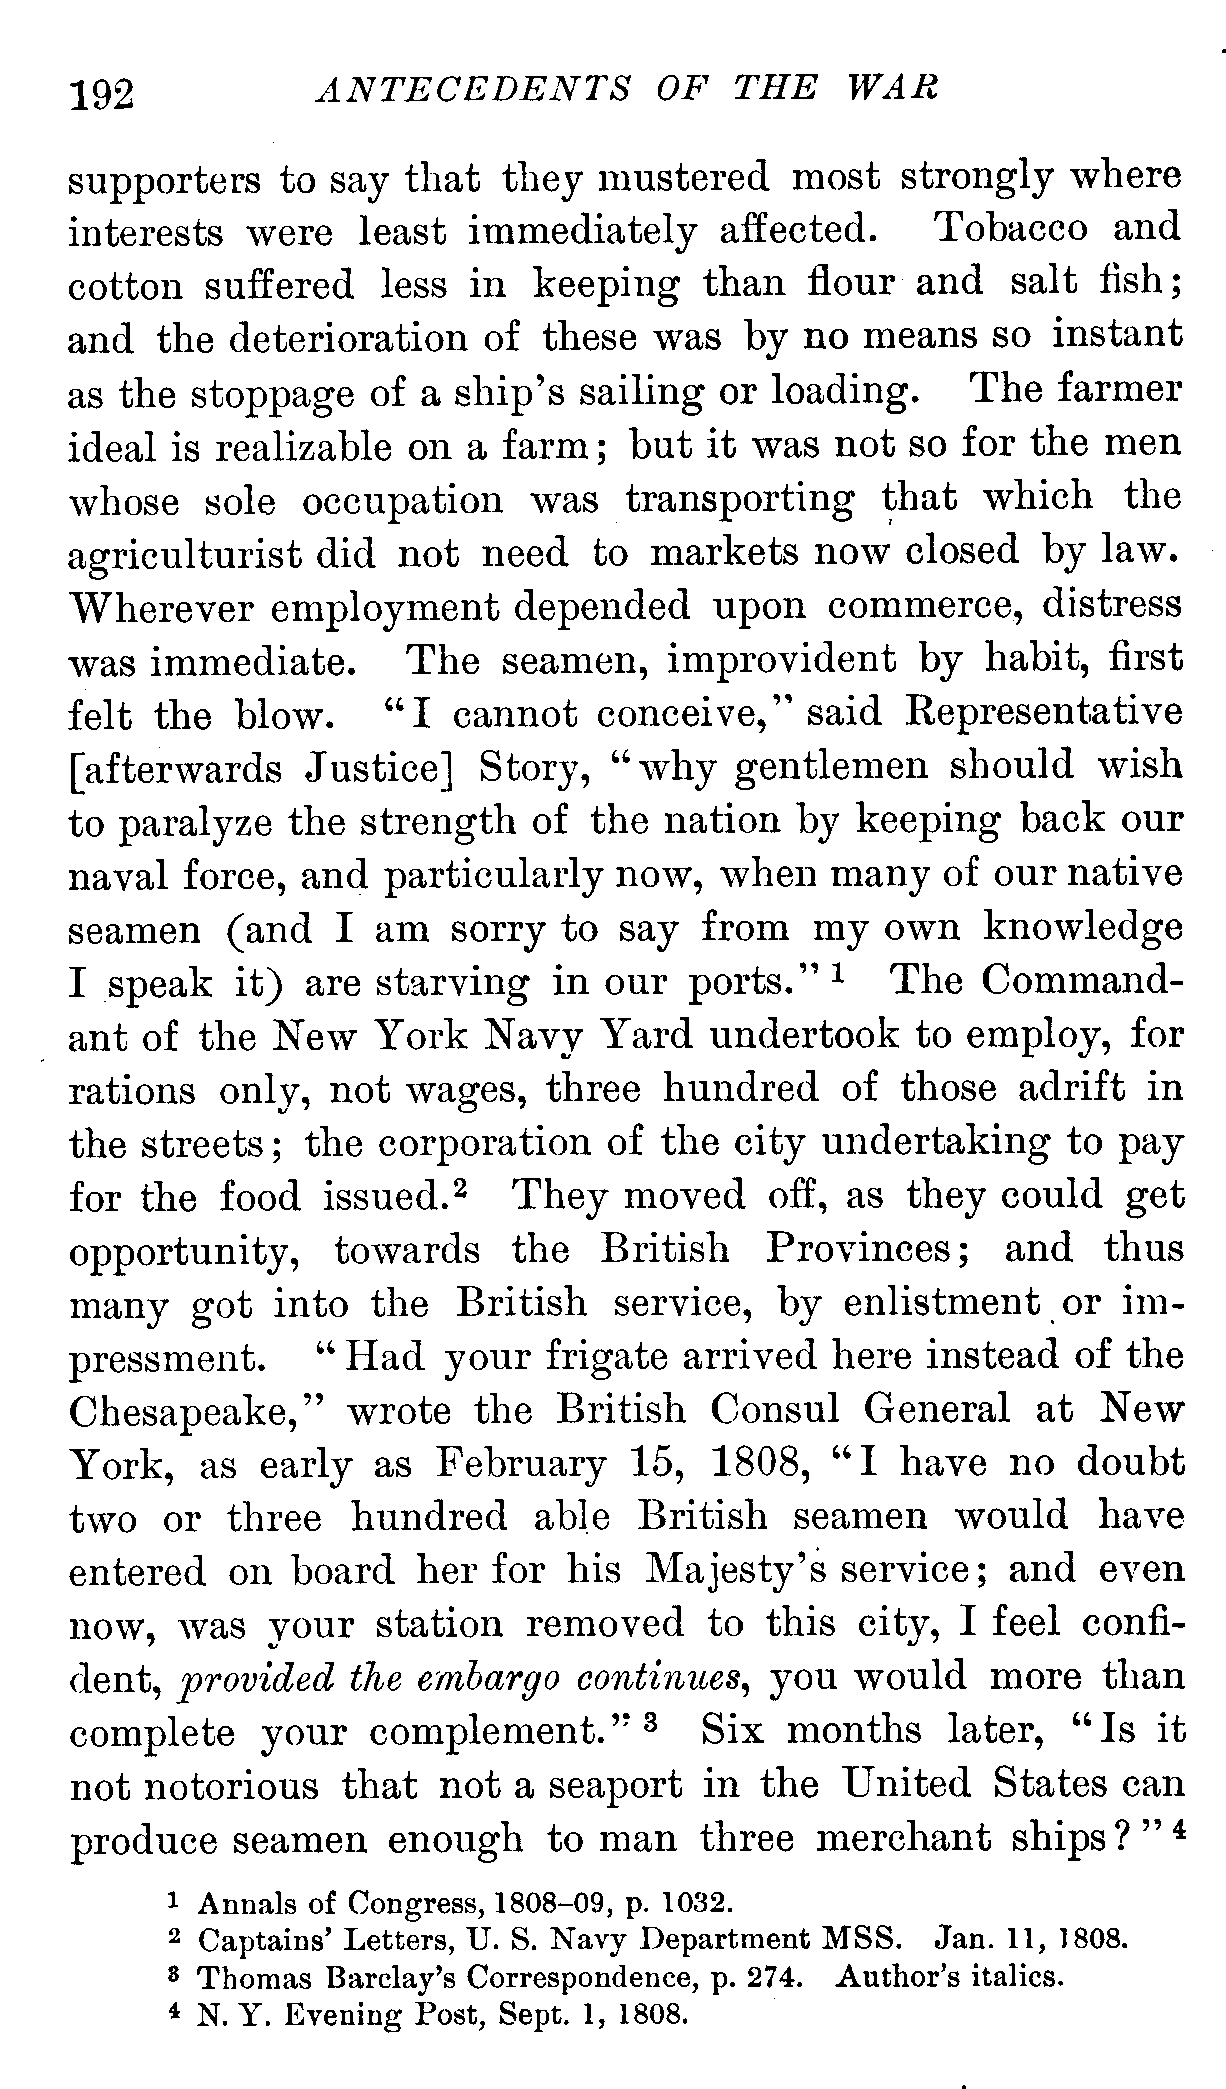 192 ANTECEDENTS OF THE WAR
supporters to say that they mustered most strongly where
interests were least immediately affected. Tobacco and
cotton suffered less in keeping than flour and salt fish;
and the deterioration of these was by no means so instant
as the stoppage of a ship's sailing or loading. The farmer
ideal is realizable on a farm; but it was not so for the men
whose sole occupation was transporting that which the
agriculturist did not need to markets now closed by law.
Wherever employment depended upon commerce, distress
was immediate. The seamen, improvident by habit, first
felt the blow. “I cannot conceive,” said Representative
[afterwards Justice] Story, “why gentlemen should wish
to paralyze the strength of the nation by keeping back our
naval force, and particularly now, when many of our native
seamen (and I am sorry to say from my own knowledge
I speak it) are starving in our ports.” ¹ The Command-
ant of the New York Navy Yard undertook to employ, for
rations only, not wages, three hundred of those adrift in
the streets; the corporation of the city undertaking to pay
for the food issued.² They moved off, as they could get
opportunity, towards the British Provinces; and thus
many got into the British service, by enlistment or im-
pressment. “Had your frigate arrived here instead of the
Chesapeake,” wrote the British Consul General at New
York, as early as February 15, 1808, “I have no doubt
two or three hundred able British seamen would have
entered on board her for his Majesty's service; and even
now, was your station removed to this city, I feel confi-
dent, provided the embargo continues, you would more than
complete your complement.” ³ Six months later, “Is it
not notorious that not a seaport in the United States can
produce seamen enough to man three merchant ships?” ⁴
¹ Annals of Congress, 1808–09, p. 1032.
² Captains' Letters, U. S. Navy Department MSS. Jan. 11, 1808.
³ Thomas Barclay's Correspondence, p. 274. Author's italics.
⁴ N. Y. Evening Post, Sept. 1, 1808.